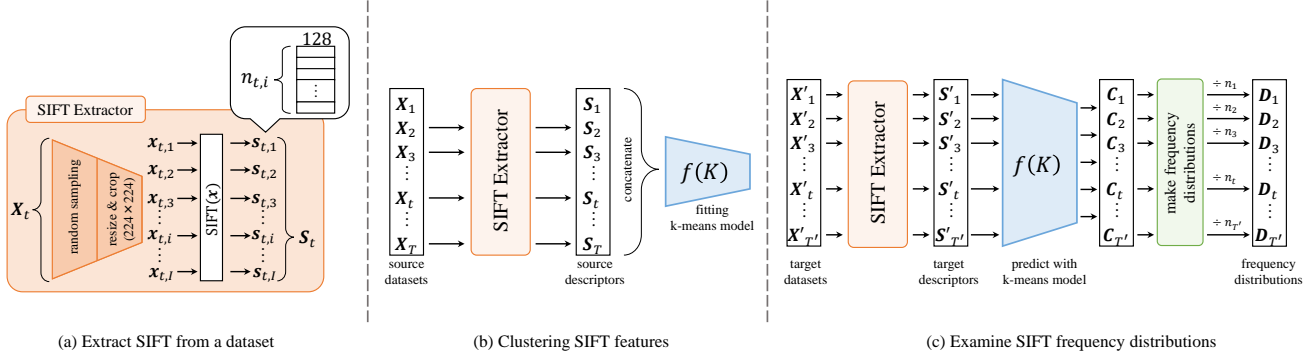 128
n_{t,i}
⋮
SIFT Extractor
X_t
random sampling
resize & crop
(224×224)
x_{t,1}
x_{t,2}
x_{t,3}
⋮
x_{t,i}
⋮
x_{t,I}
SIFT(x)
s_{t,1}
s_{t,2}
s_{t,3}
⋮
s_{t,i}
⋮
s_{t,I}
S_t
(a) Extract SIFT from a dataset
X_1
X_2
X_3
⋮
X_t
⋮
X_T
source
datasets
SIFT Extractor
S_1
S_2
S_3
⋮
S_t
⋮
S_T
source
descriptors
concatenate
f(K)
fitting
k-means model
(b) Clustering SIFT features
X'_1
X'_2
X'_3
⋮
X'_t
⋮
X'_{T'}
target
datasets
SIFT Extractor
S'_1
S'_2
S'_3
⋮
S'_t
⋮
S'_{T'}
target
descriptors
f(K)
predict with
k-means model
C_1
C_2
C_3
⋮
C_t
⋮
C_{T'}
make frequency
distributions
÷ n_1
÷ n_2
÷ n_3
÷ n_t
÷ n_{T'}
D_1
D_2
D_3
⋮
D_t
⋮
D_{T'}
frequency
distributions
(c) Examine SIFT frequency distributions